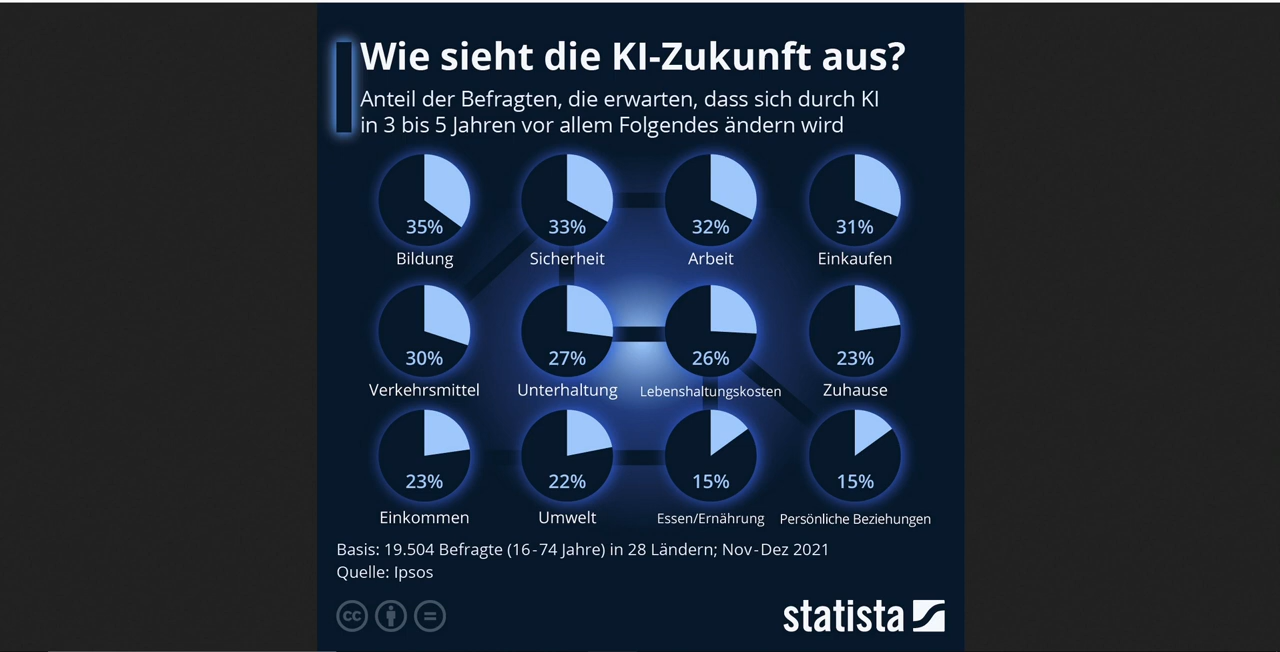 Wie sieht die KI-Zukunft aus?
Anteil der Befragten, die erwarten, dass sich durch KI
in 3 bis 5 Jahren vor allem Folgendes ändern wird
35% 33% 32% 31%
Bildung Sicherheit Arbeit Einkaufen
30% 27% 26% 23%
Verkehrsmittel Unterhaltung Lebenshaltungskosten Zuhause
23% 22% 15% 15%
Einkommen Umwelt Essen/Ernährung Persönliche Beziehungen
Basis: 19.504 Befragte (16-74 Jahre) in 28 Ländern; Nov-Dez 2021
Quelle: Ipsos
cc statista